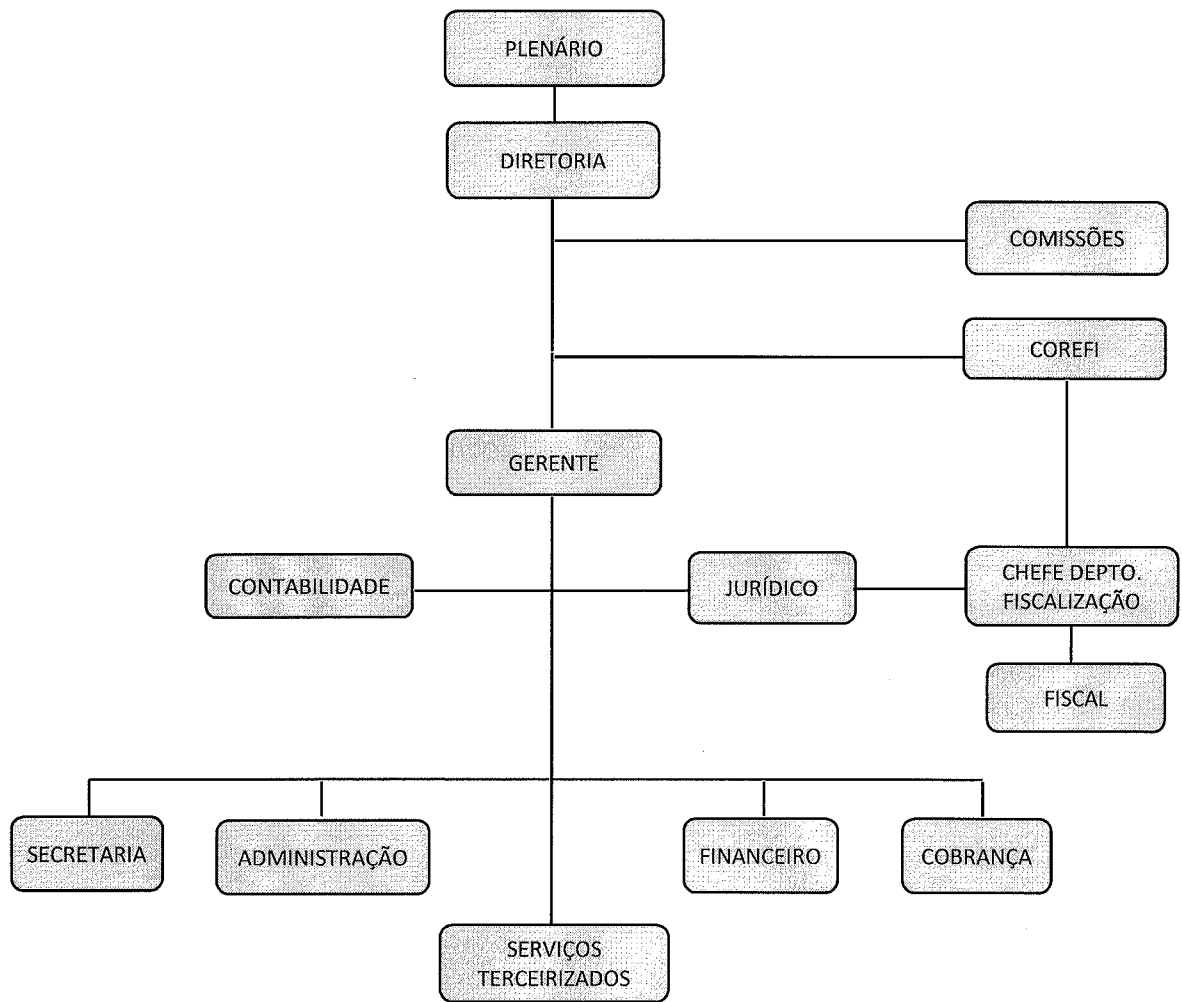 PLENÁRIO
DIRETORIA
COMISSÕES
COREFI
GERENTE
CONTABILIDADE
JURÍDICO
CHEFE DEPTO.
FISCALIZAÇÃO
FISCAL
SECRETARIA
ADMINISTRAÇÃO
FINANCEIRO
COBRANÇA
SERVIÇOS
TERCEIRIZADOS